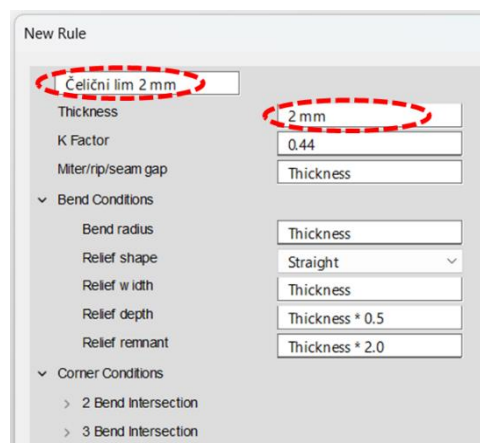 New Rule
Čelični lim 2 mm
Thickness 2 mm
K Factor 0.44
Miter/rip/seam gap Thickness
Bend Conditions
Bend radius Thickness
Relief shape Straight
Relief width Thickness
Relief depth Thickness * 0.5
Relief remnant Thickness * 2.0
Corner Conditions
2 Bend Intersection
3 Bend Intersection